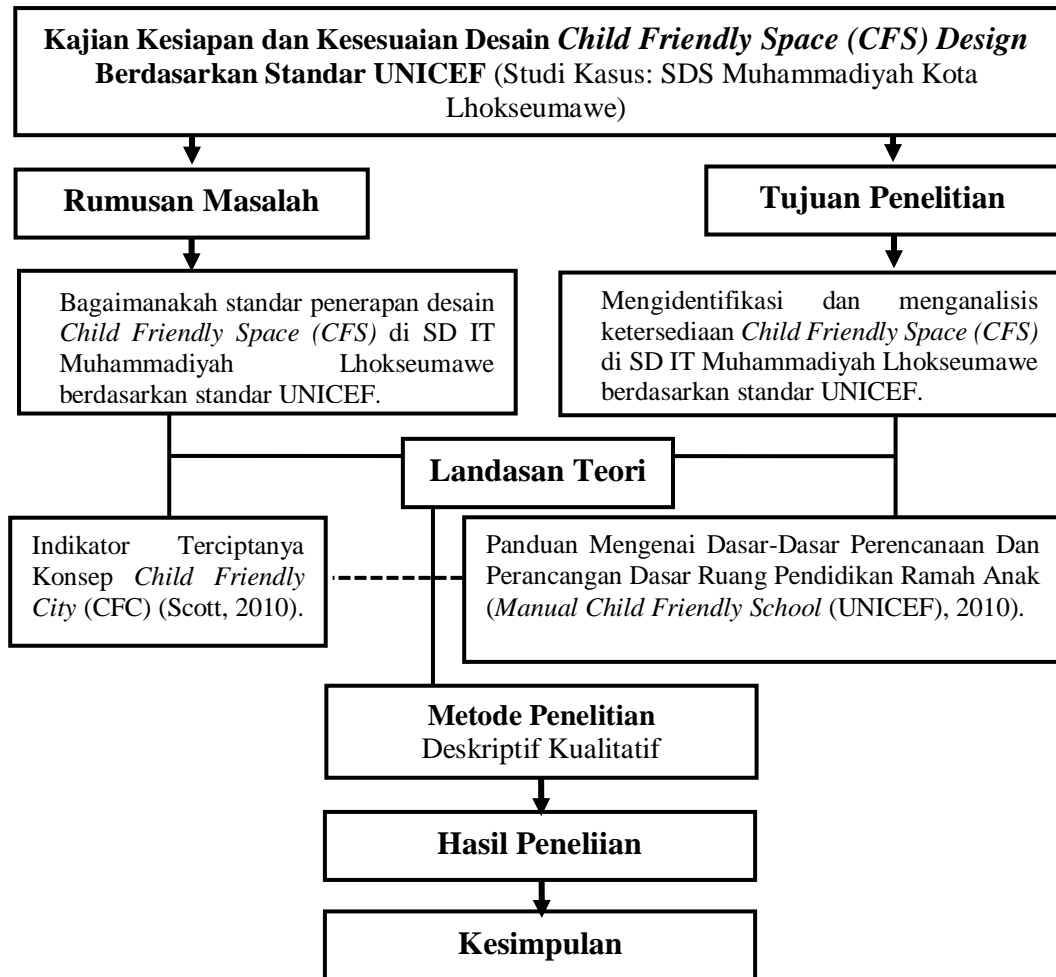 Kajian Kesiapan dan Kesesuaian Desain Child Friendly Space (CFS) Design
Berdasarkan Standar UNICEF (Studi Kasus: SDS Muhammadiyah Kota
Lhokseumawe)
Rumusan Masalah
Tujuan Penelitian
Bagaimanakah standar penerapan desain
Child Friendly Space (CFS) di SD IT
Muhammadiyah Lhokseumawe
berdasarkan standar UNICEF.
Mengidentifikasi dan menganalisis
ketersediaan Child Friendly Space (CFS)
di SD IT Muhammadiyah Lhokseumawe
berdasarkan standar UNICEF.
Landasan Teori
Indikator Terciptanya
Konsep Child Friendly
City (CFC) (Scott, 2010).
Panduan Mengenai Dasar-Dasar Perencanaan Dan
Perancangan Dasar Ruang Pendidikan Ramah Anak
(Manual Child Friendly School (UNICEF), 2010).
Metode Penelitian
Deskriptif Kualitatif
Hasil Peneliian
Kesimpulan